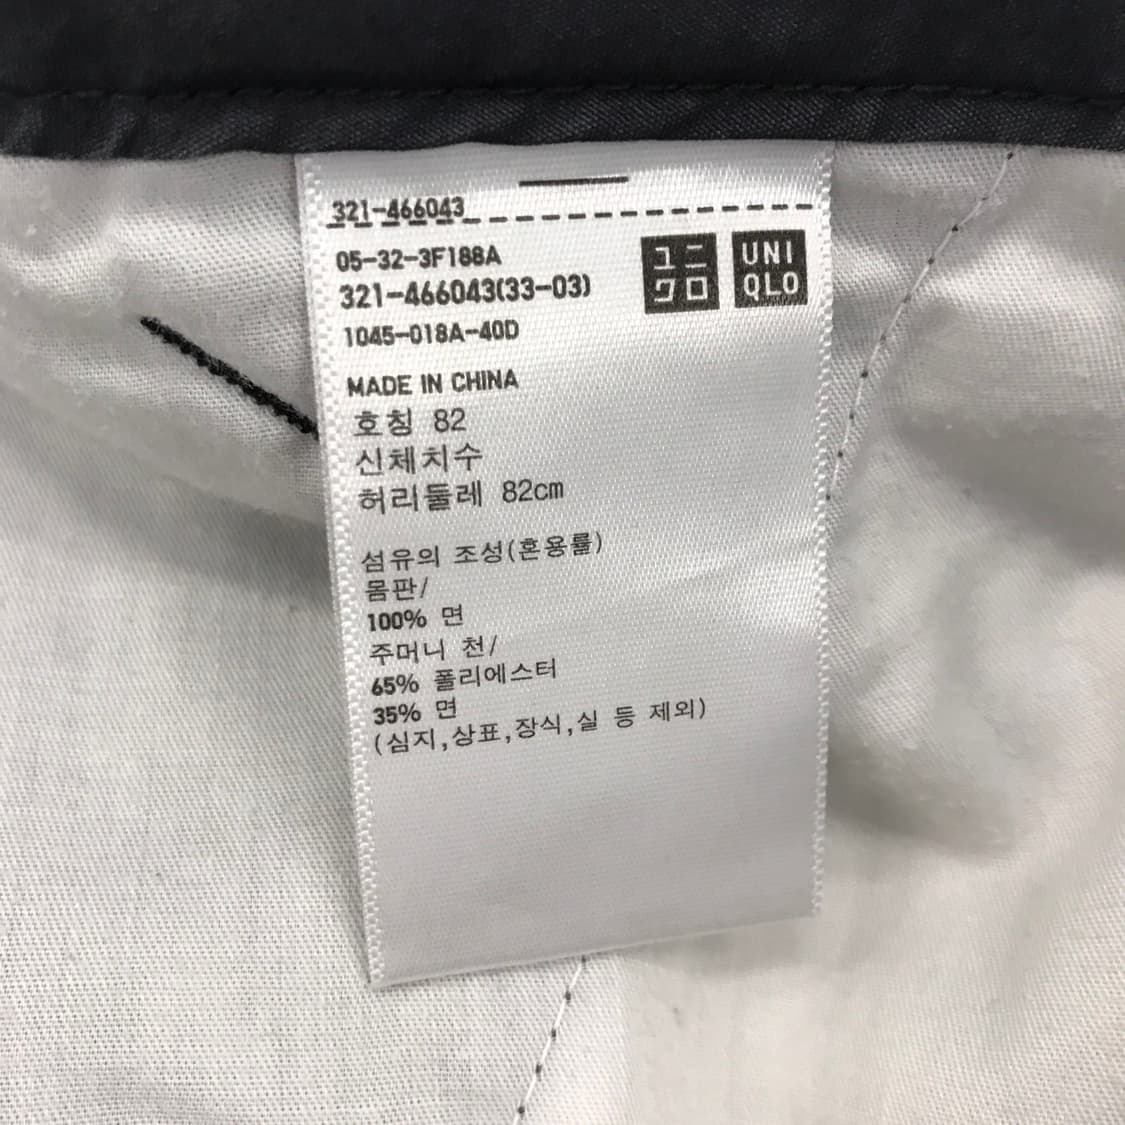 321-466043
05-32-3F188A
321-466043(33-03)
1045-018A-40D
ユニ
クロ
UNI
QLO
MADE IN CHINA
호칭 82
신체치수
허리둘레 82cm
섬유의 조성(혼용률)
몸판/
100% 면
주머니 천/
65% 폴리에스터
35% 면
(심지,상표,장식,실 등 제외)